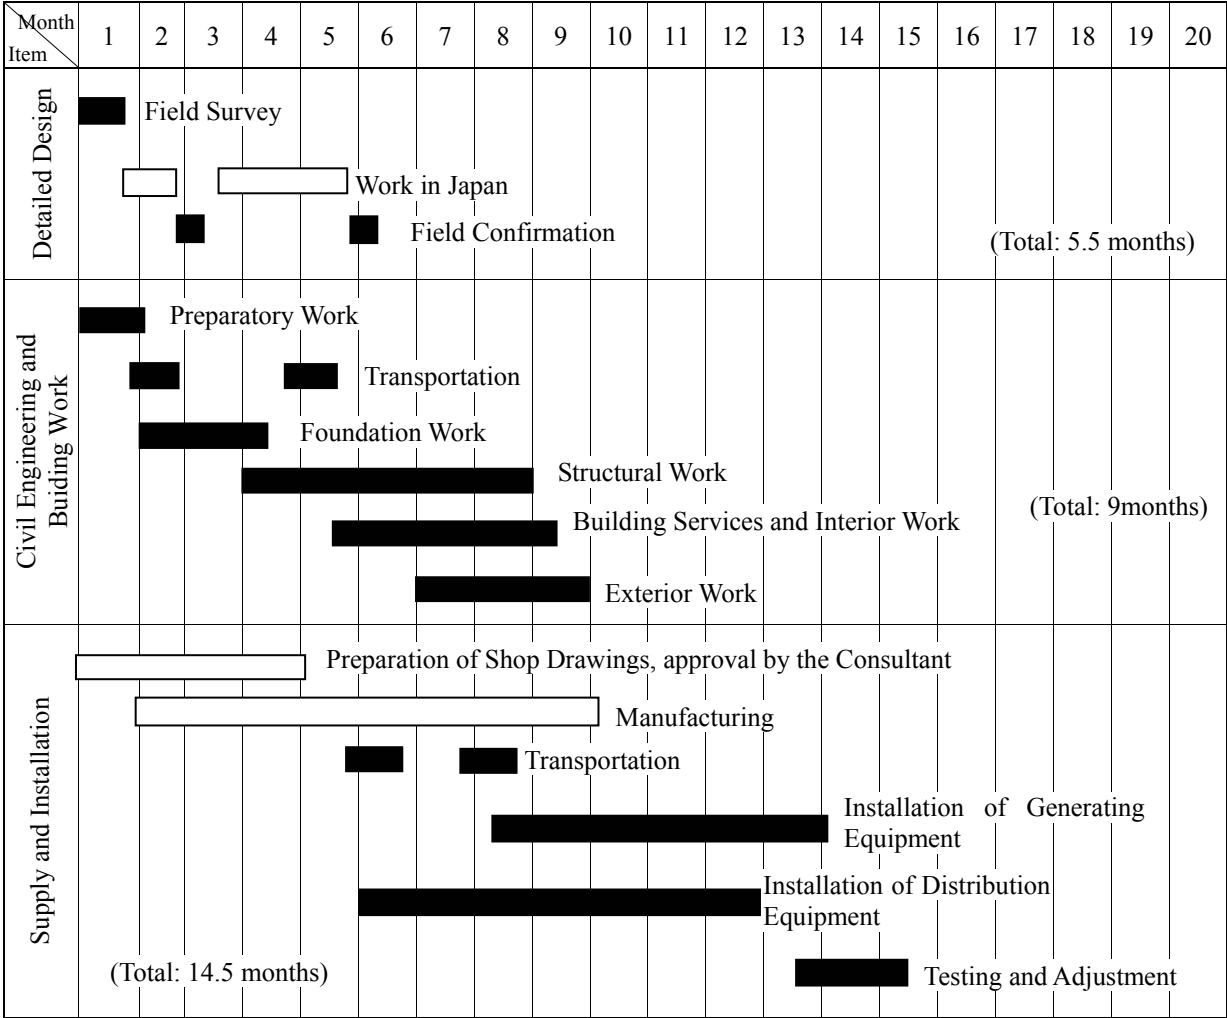 Month
Item
1 2 3 4 5 6 7 8 9 10 11 12 13 14 15 16 17 18 19 20
Detailed Design
Field Survey
Work in Japan
Field Confirmation
(Total: 5.5 months)
Civil Engineering and
Buiding Work
Preparatory Work
Transportation
Foundation Work
Structural Work
(Total: 9months)
Building Services and Interior Work
Exterior Work
Supply and Installation
Preparation of Shop Drawings, approval by the Consultant
Manufacturing
Transportation
Installation of Generating
Equipment
Installation of Distribution
Equipment
(Total: 14.5 months)
Testing and Adjustment